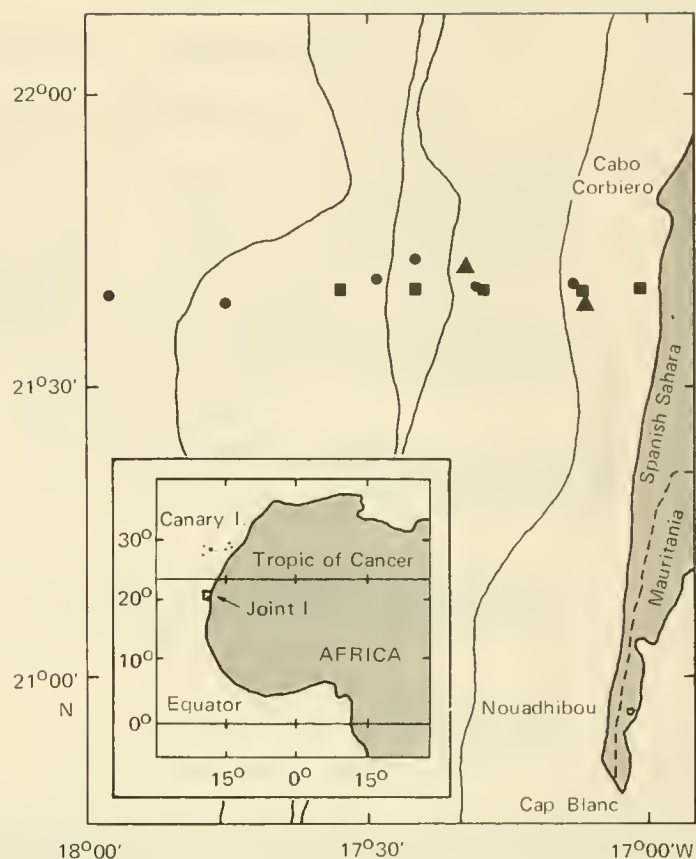 22°00'
Cabo
Corbiero
21°30'
Spanish Sahara
Mauritania
Canary I.
30°
Tropic of Cancer
20°
Joint I
10°
AFRICA
Equator
0°
15° 0° 15°
21°00'
N
Nouadhibou
Cap Blanc
18°00' 17°30' 17°00'W